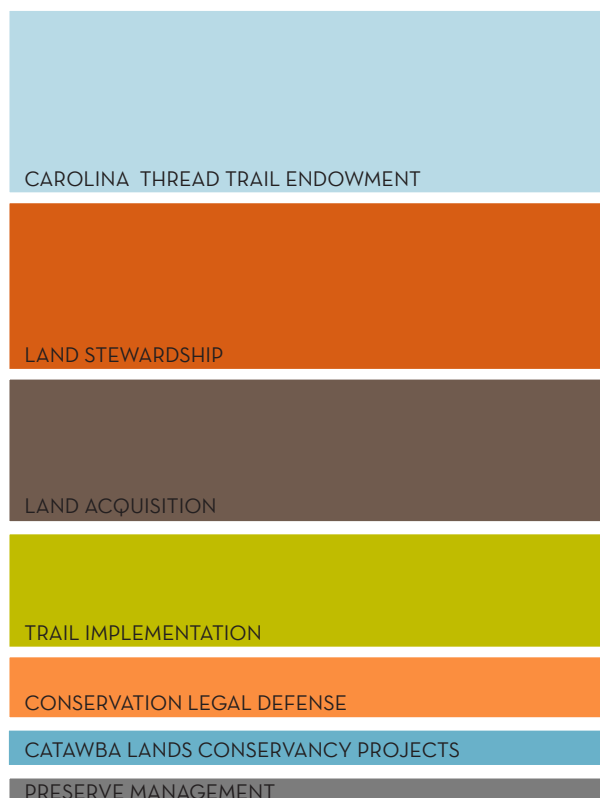 CAROLINA THREAD TRAIL ENDOWMENT
LAND STEWARDSHIP
LAND ACQUISITION
TRAIL IMPLEMENTATION
CONSERVATION LEGAL DEFENSE
CATAWBA LANDS CONSERVANCY PROJECTS
PRESERVE MANAGEMENT